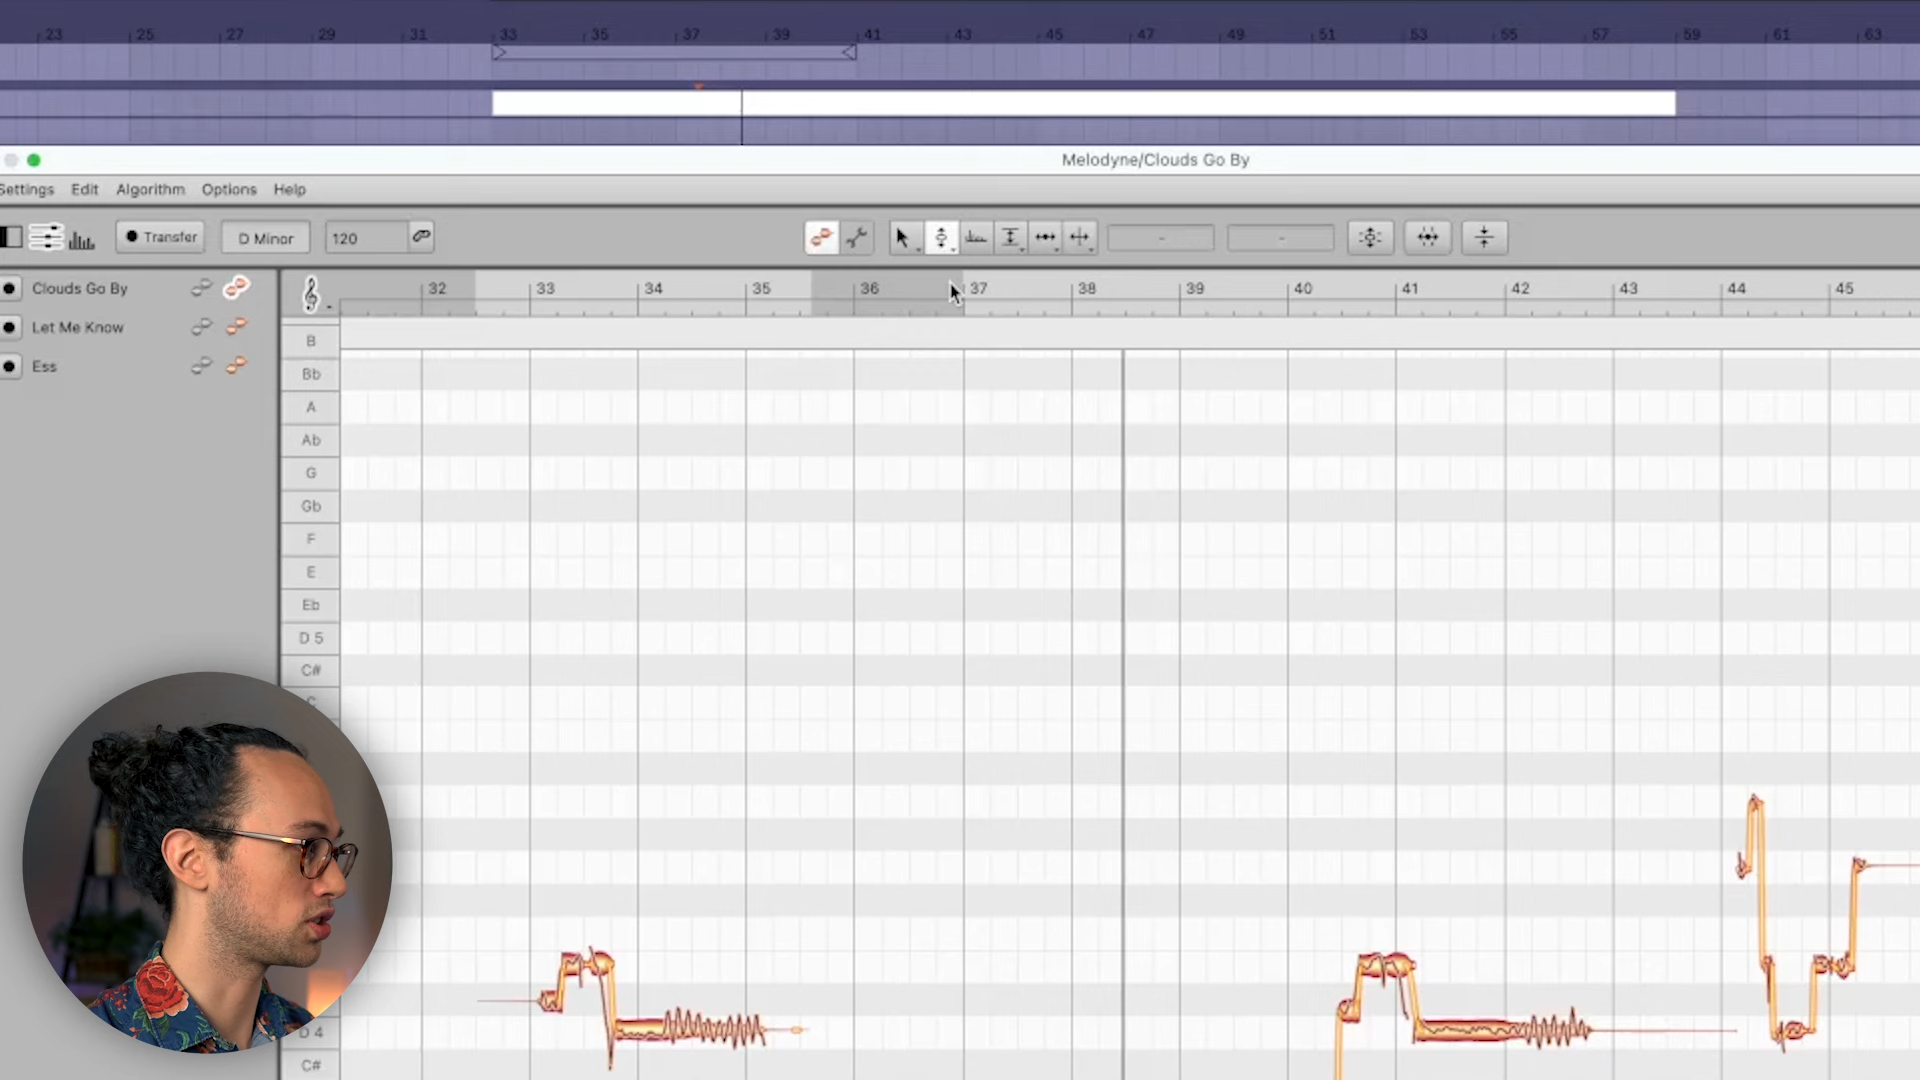 23 25 27 29 31 33 35 37 39 41 43 45 47 49 51 53 55 57 59 61 63
Melodyne/Clouds Go By
Settings Edit Algorithm Options Help
Transfer D Minor 120 - -
Clouds Go By
Let Me Know
Ess
32 33 34 35 36 37 38 39 40 41 42 43 44 45
B
Bb
A
Ab
G
Gb
F
E
Eb
D 5
C#
C
D 4
C#